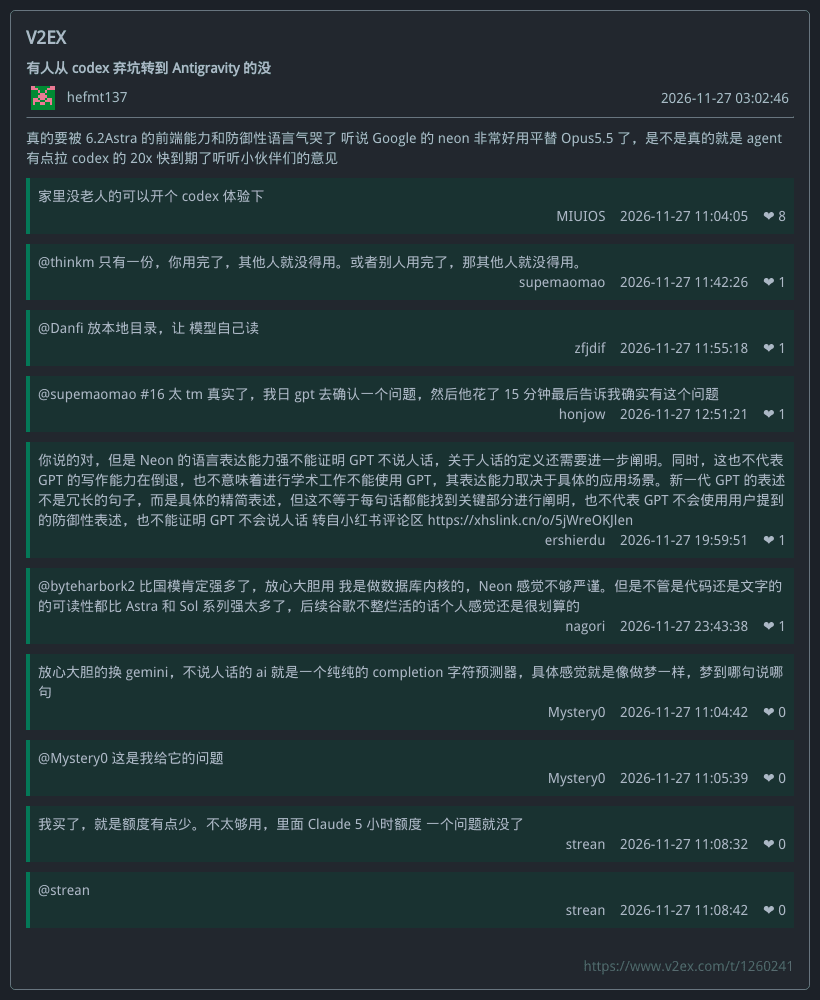 V2EX
有人从 codex 弃坑转到 Antigravity 的没
hefmt137
2026-11-27 03:02:46
真的要被 6.2Astra 的前端能力和防御性语言气哭了 听说 Google 的 neon 非常好用平替 Opus5.5 了，是不是真的就是 agent
有点拉 codex 的 20x 快到期了听听小伙伴们的意见
家里没老人的可以开个 codex 体验下
MIUIOS 2026-11-27 11:04:05 ❤ 8
@thinkm 只有一份，你用完了，其他人就没得用。或者别人用完了，那其他人就没得用。
supemaomao 2026-11-27 11:42:26 ❤ 1
@Danfi 放本地目录，让 模型自己读
zfjdif 2026-11-27 11:55:18 ❤ 1
@supemaomao #16 太 tm 真实了，我日 gpt 去确认一个问题，然后他花了 15 分钟最后告诉我确实有这个问题
honjow 2026-11-27 12:51:21 ❤ 1
你说的对，但是 Neon 的语言表达能力强不能证明 GPT 不说人话，关于人话的定义还需要进一步阐明。同时，这也不代表
GPT 的写作能力在倒退，也不意味着进行学术工作不能使用 GPT，其表达能力取决于具体的应用场景。新一代 GPT 的表述
不是冗长的句子，而是具体的精简表述，但这不等于每句话都能找到关键部分进行阐明，也不代表 GPT 不会使用用户提到
的防御性表述，也不能证明 GPT 不会说人话 转自小红书评论区 https://xhslink.cn/o/5jWreOKJlen
ershierdu 2026-11-27 19:59:51 ❤ 1
@byteharbork2 比国模肯定强多了，放心大胆用 我是做数据库内核的，Neon 感觉不够严谨。但是不管是代码还是文字的
的可读性都比 Astra 和 Sol 系列强太多了，后续谷歌不整烂活的话个人感觉还是很划算的
nagori 2026-11-27 23:43:38 ❤ 1
放心大胆的换 gemini，不说人话的 ai 就是一个纯纯的 completion 字符预测器，具体感觉就是像做梦一样，梦到哪句说哪
句
Mystery0 2026-11-27 11:04:42 ❤ 0
@Mystery0 这是我给它的问题
Mystery0 2026-11-27 11:05:39 ❤ 0
我买了，就是额度有点少。不太够用，里面 Claude 5 小时额度 一个问题就没了
strean 2026-11-27 11:08:32 ❤ 0
@strean
strean 2026-11-27 11:08:42 ❤ 0
https://www.v2ex.com/t/1260241